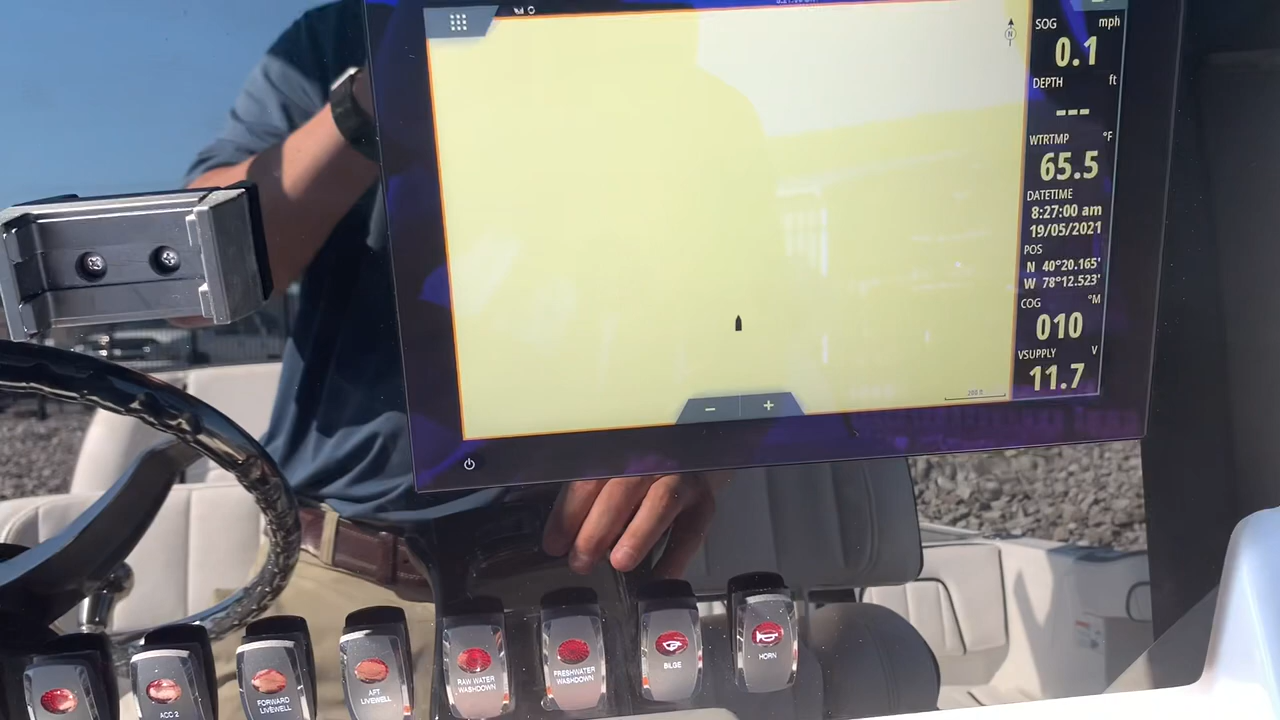 SOG mph
0.1
DEPTH ft
---
WTRTMP °F
65.5
DATETIME
8:27:00 am
19/05/2021
POS
N 40°20.165'
W 78°12.523'
COG °M
010
VSUPPLY V
11.7
N
− +
ACC 2
FORWARD
LIVEWELL
AFT
LIVEWELL
RAW WATER
WASHDOWN
FRESHWATER
WASHDOWN
BILGE
HORN